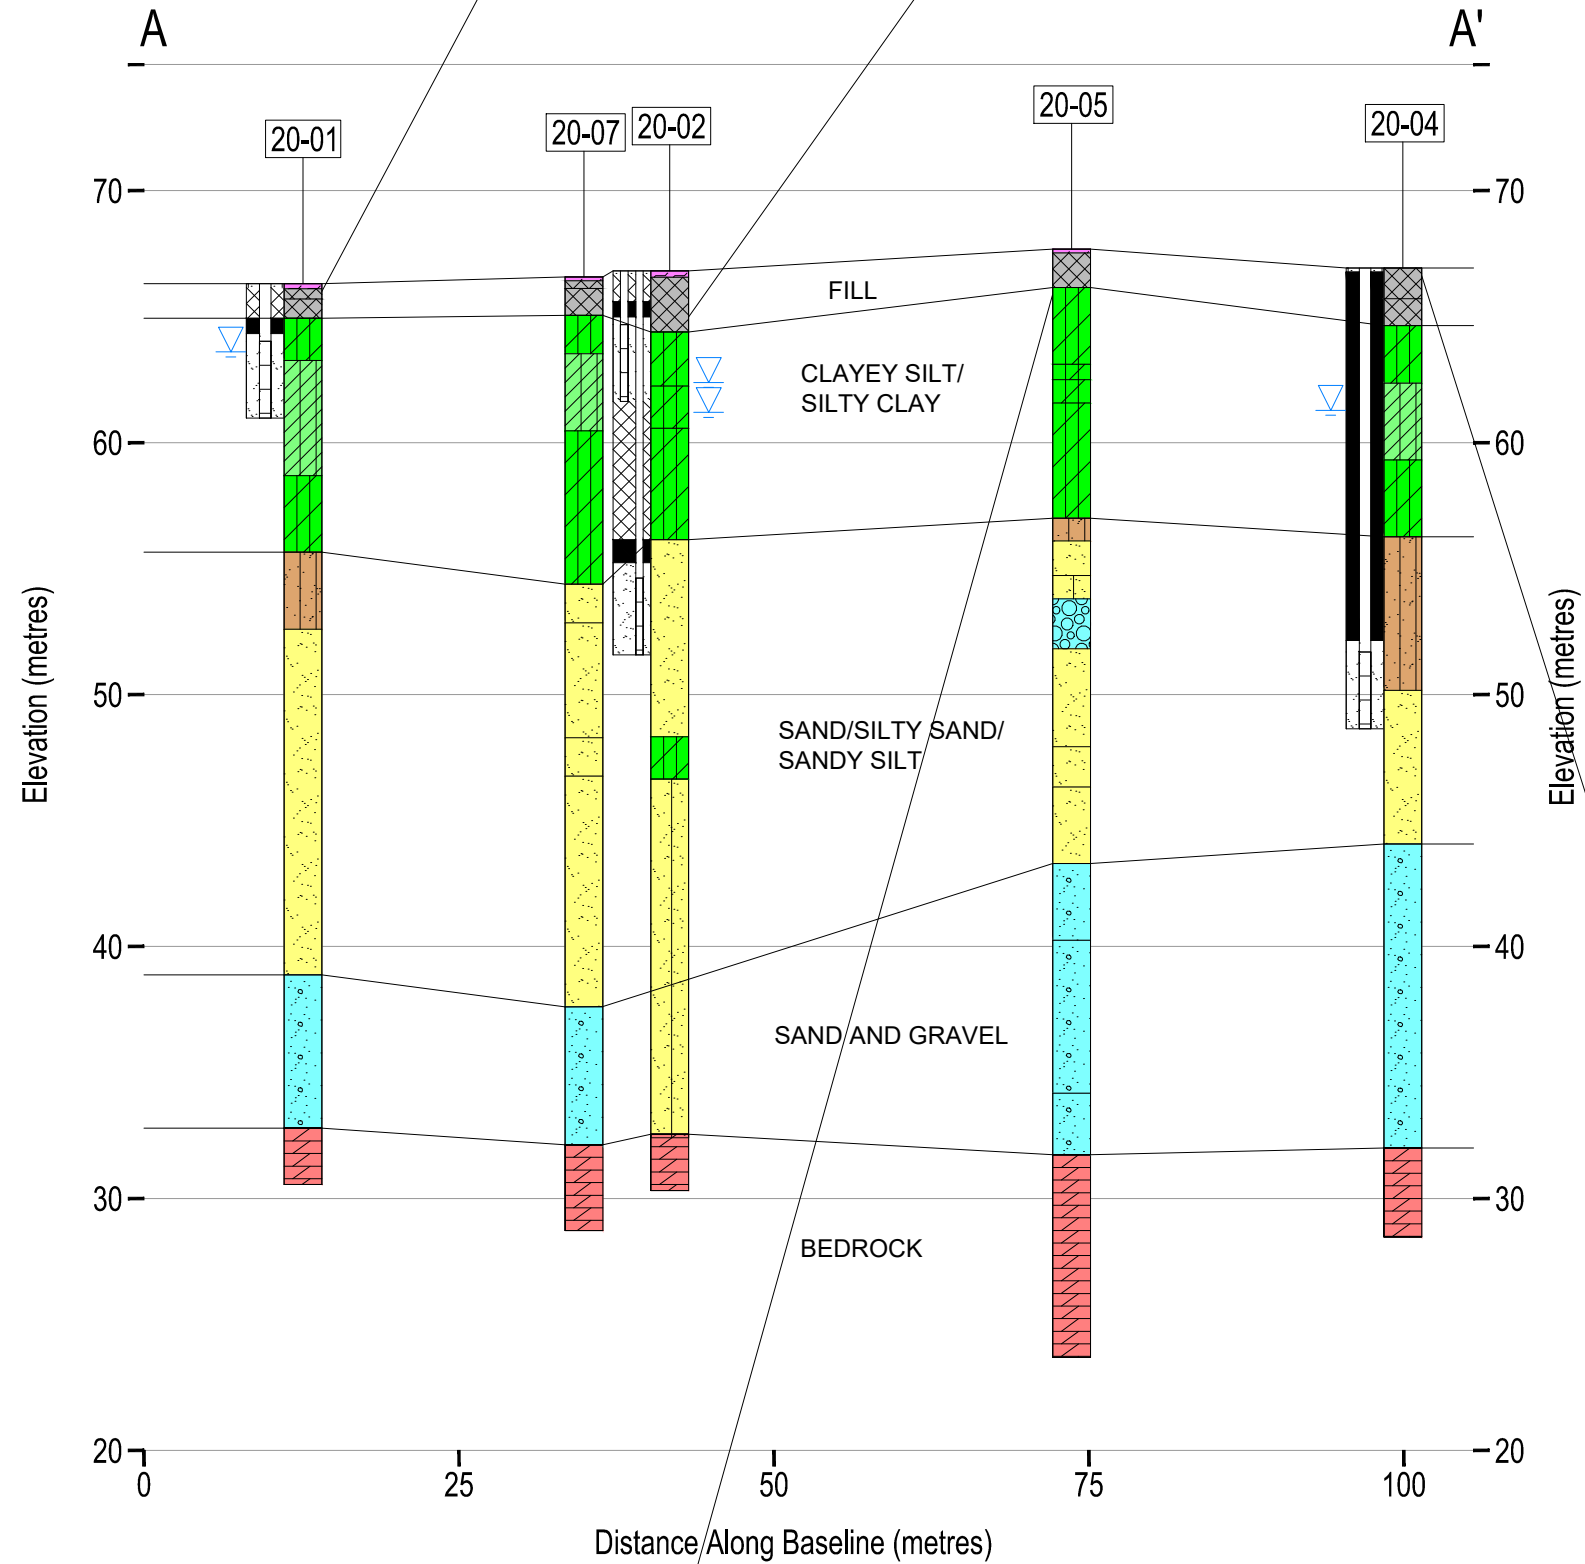 A
A'
20-01
20-07
20-02
20-05
20-04
70
70
FILL
CLAYEY SILT/
SILTY CLAY
60
60
Elevation (metres)
Elevation (metres)
50
50
SAND/SILTY SAND/
SANDY SILT
40
40
SAND AND GRAVEL
30
30
BEDROCK
20
20
0
25
50
75
100
Distance Along Baseline (metres)